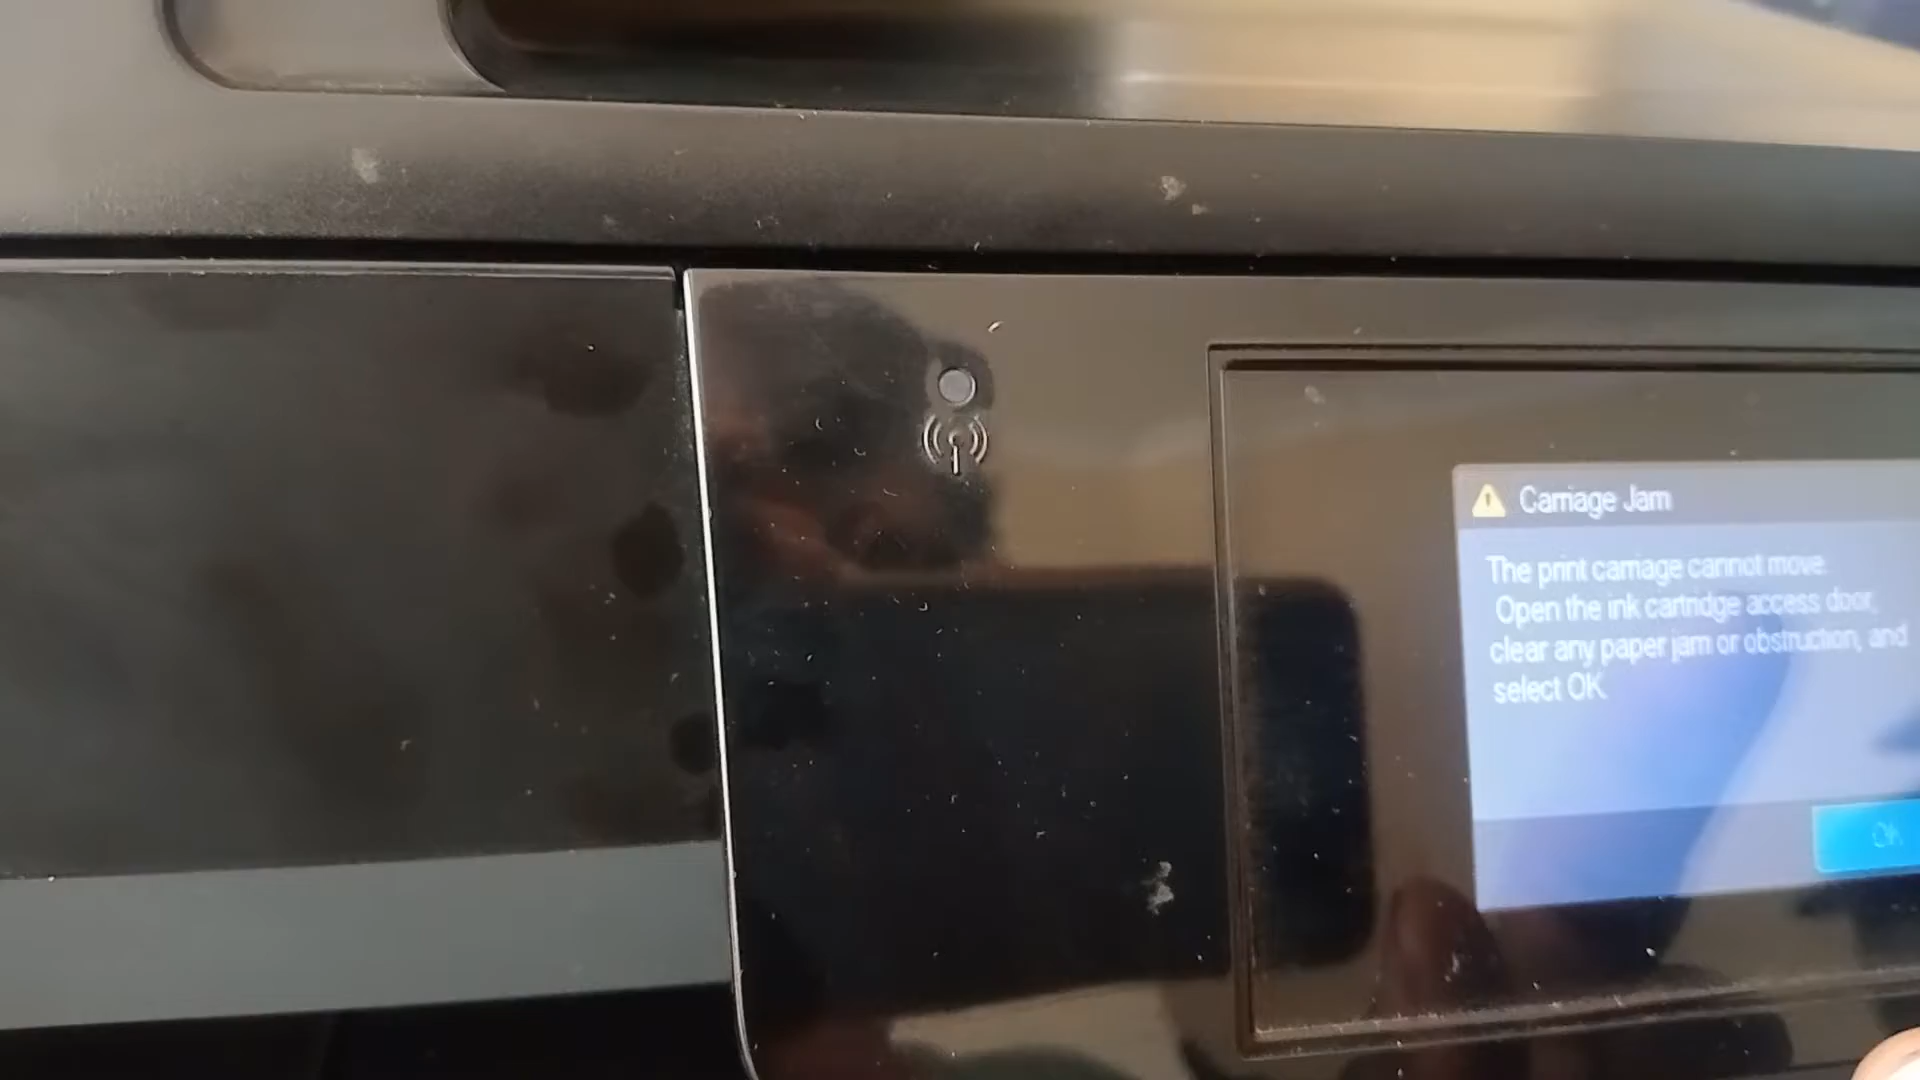 Carriage Jam
The print carriage cannot move.
Open the ink cartridge access door,
clear any paper jam or obstruction, and
select OK.
OK